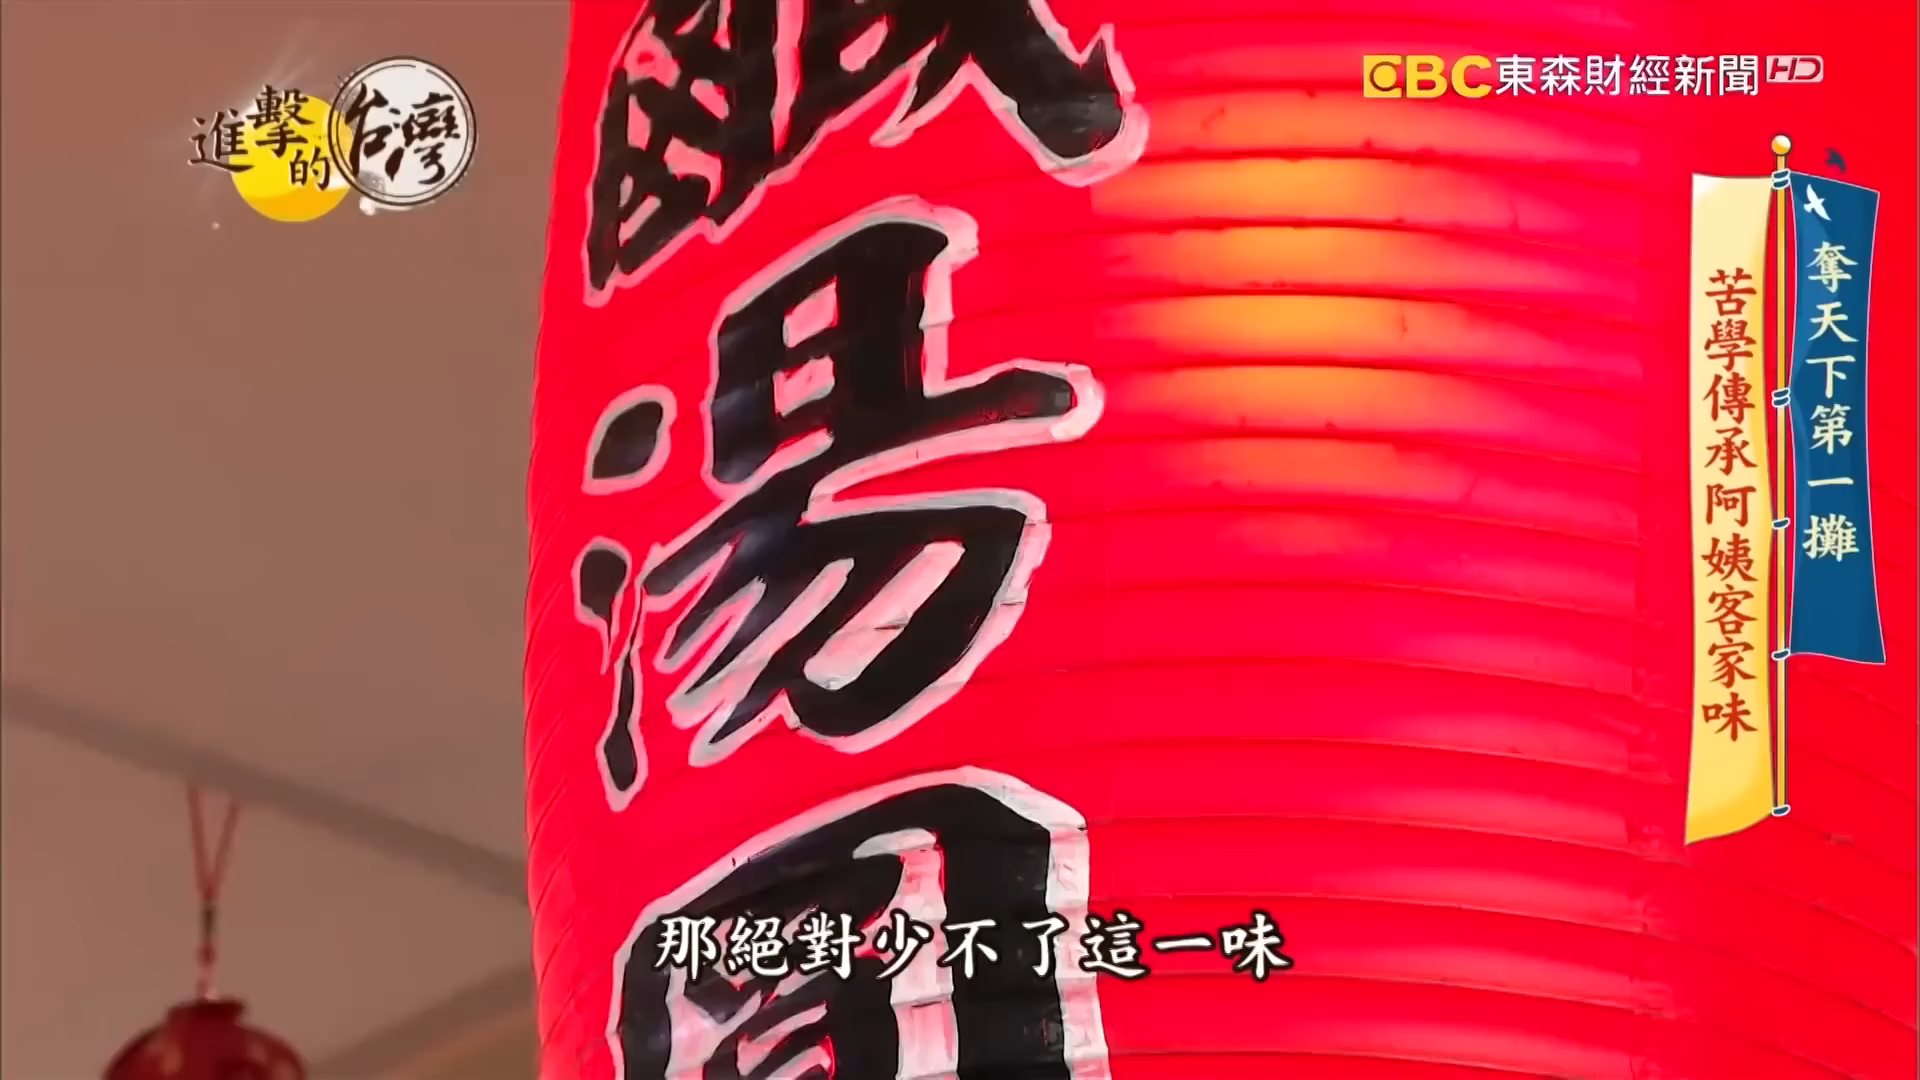 進擊的台灣
EBC東森財經新聞HD
奪天下第一攤
苦學傳承阿姨客家味
鹹湯圓
那絕對少不了這一味